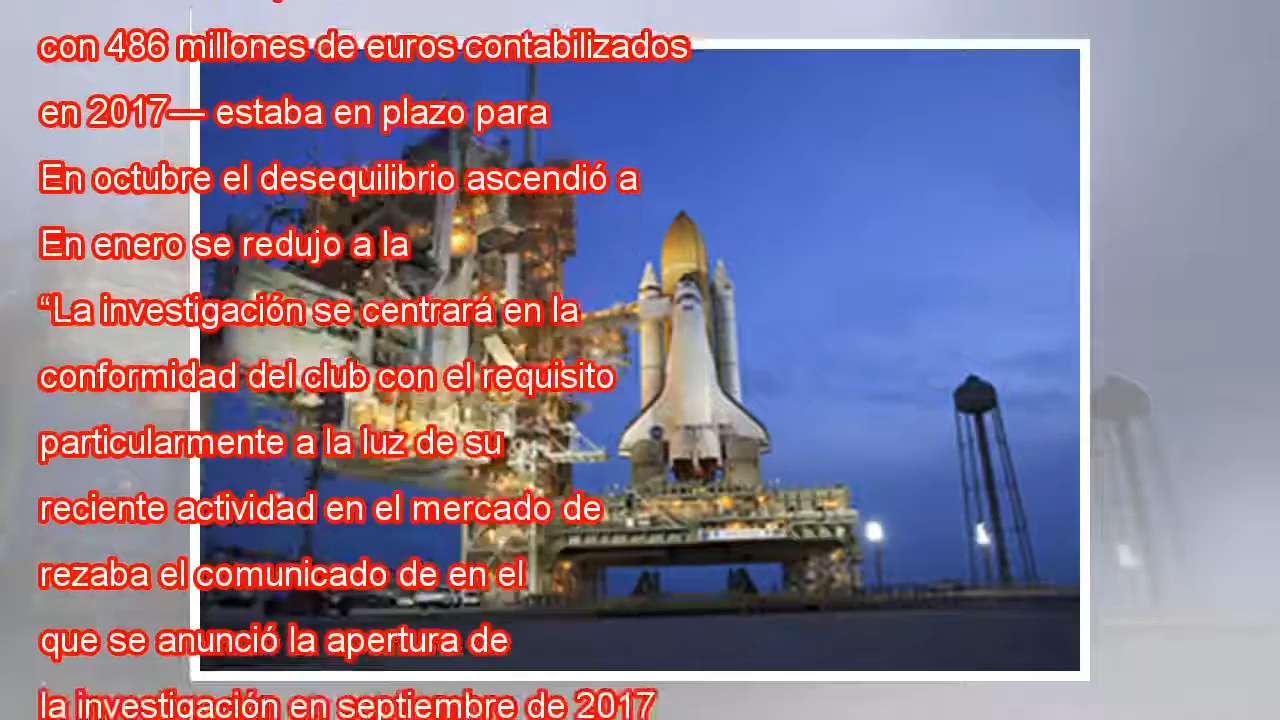 con 486 millones de euros contabilizados
en 2017— estaba en plazo para
En octubre el desequilibrio ascendió a
En enero se redujo a la
“La investigación se centrará en la
conformidad del club con el requisito
particularmente a la luz de su
reciente actividad en el mercado de
rezaba el comunicado de en el
que se anunció la apertura de
la investigación en septiembre de 2017